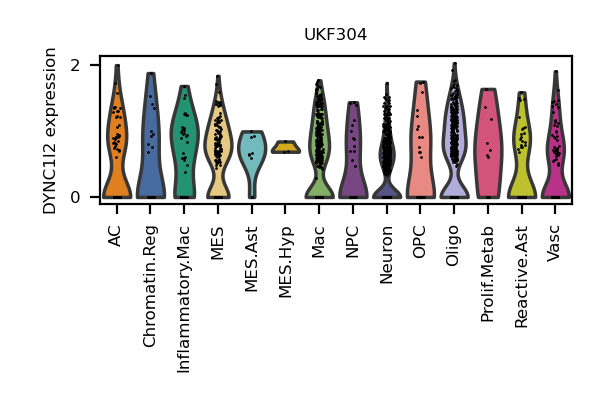 UKF304
DYNC1I2 expression
2
0
AC
Chromatin.Reg
Inflammatory.Mac
MES
MES.Ast
MES.Hyp
Mac
NPC
Neuron
OPC
Oligo
Prolif.Metab
Reactive.Ast
Vasc